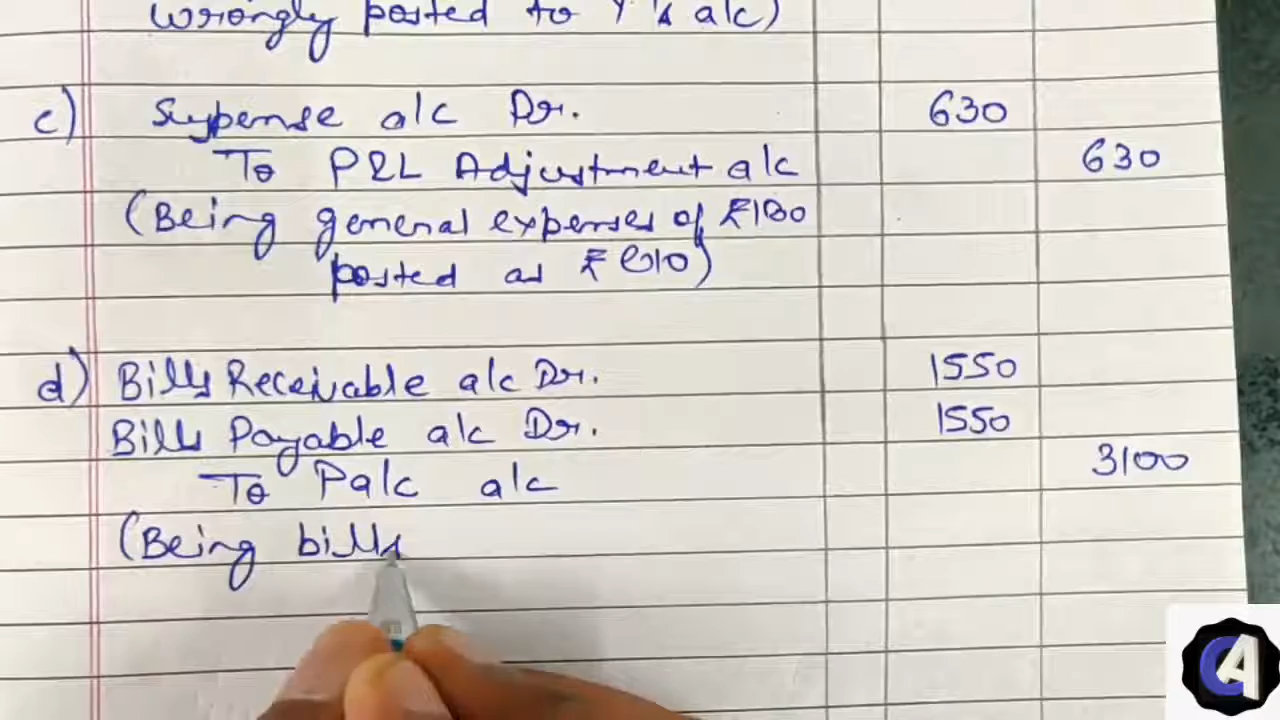 wrongly posted to Y's a/c)
c) Suspense a/c Dr. 630
To P&L Adjustment a/c 630
(Being general expenses of ₹180
posted as ₹ 810)
d) Bills Receivable a/c Dr. 1550
Bills Payable a/c Dr. 1550
To P a/c a/c 3100
(Being bills
CA